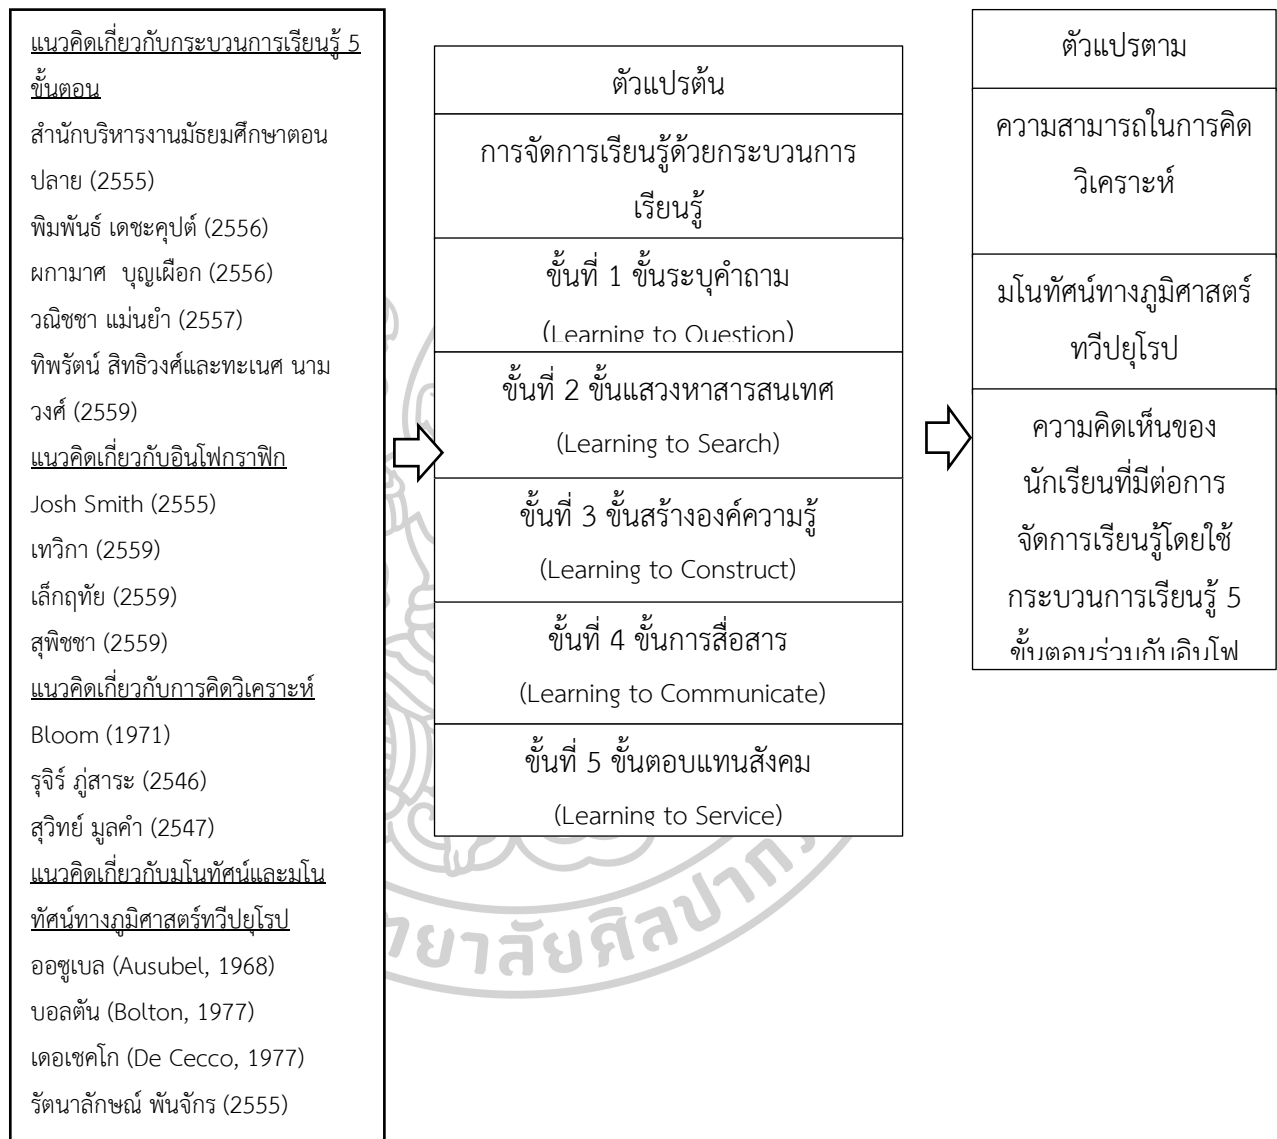 แนวคิดเกี่ยวกับกระบวนการเรียนรู้ 5
ขั้นตอน
สำนักบริหารงานมัธยมศึกษาตอน
ปลาย (2555)
พิมพันธ์ เดชะคุปต์ (2556)
ผกามาศ บุญเผือก (2556)
วณิชชา แม่นยำ (2557)
ทิพรัตน์ สิทธิวงศ์และทะเนศ นาม
วงศ์ (2559)
แนวคิดเกี่ยวกับอินโฟกราฟิก
Josh Smith (2555)
เทวิกา (2559)
เล็กฤทัย (2559)
สุพิชชา (2559)
แนวคิดเกี่ยวกับการคิดวิเคราะห์
Bloom (1971)
รุจิร์ ภู่สาระ (2546)
สุวิทย์ มูลคำ (2547)
แนวคิดเกี่ยวกับมโนทัศน์และมโน
ทัศน์ทางภูมิศาสตร์ทวีปยุโรป
ออซูเบล (Ausubel, 1968)
บอลตัน (Bolton, 1977)
เดอเชคโก (De Cecco, 1977)
รัตนาลักษณ์ พันจักร (2555)
ตัวแปรต้น
การจัดการเรียนรู้ด้วยกระบวนการ
เรียนรู้
ขั้นที่ 1 ขั้นระบุคำถาม
(Learning to Question)
ขั้นที่ 2 ขั้นแสวงหาสารสนเทศ
(Learning to Search)
ขั้นที่ 3 ขั้นสร้างองค์ความรู้
(Learning to Construct)
ขั้นที่ 4 ขั้นการสื่อสาร
(Learning to Communicate)
ขั้นที่ 5 ขั้นตอบแทนสังคม
(Learning to Service)
ตัวแปรตาม
ความสามารถในการคิด
วิเคราะห์
มโนทัศน์ทางภูมิศาสตร์
ทวีปยุโรป
ความคิดเห็นของ
นักเรียนที่มีต่อการ
จัดการเรียนรู้โดยใช้
กระบวนการเรียนรู้ 5
ขั้นตอนร่วมกับอินโฟ